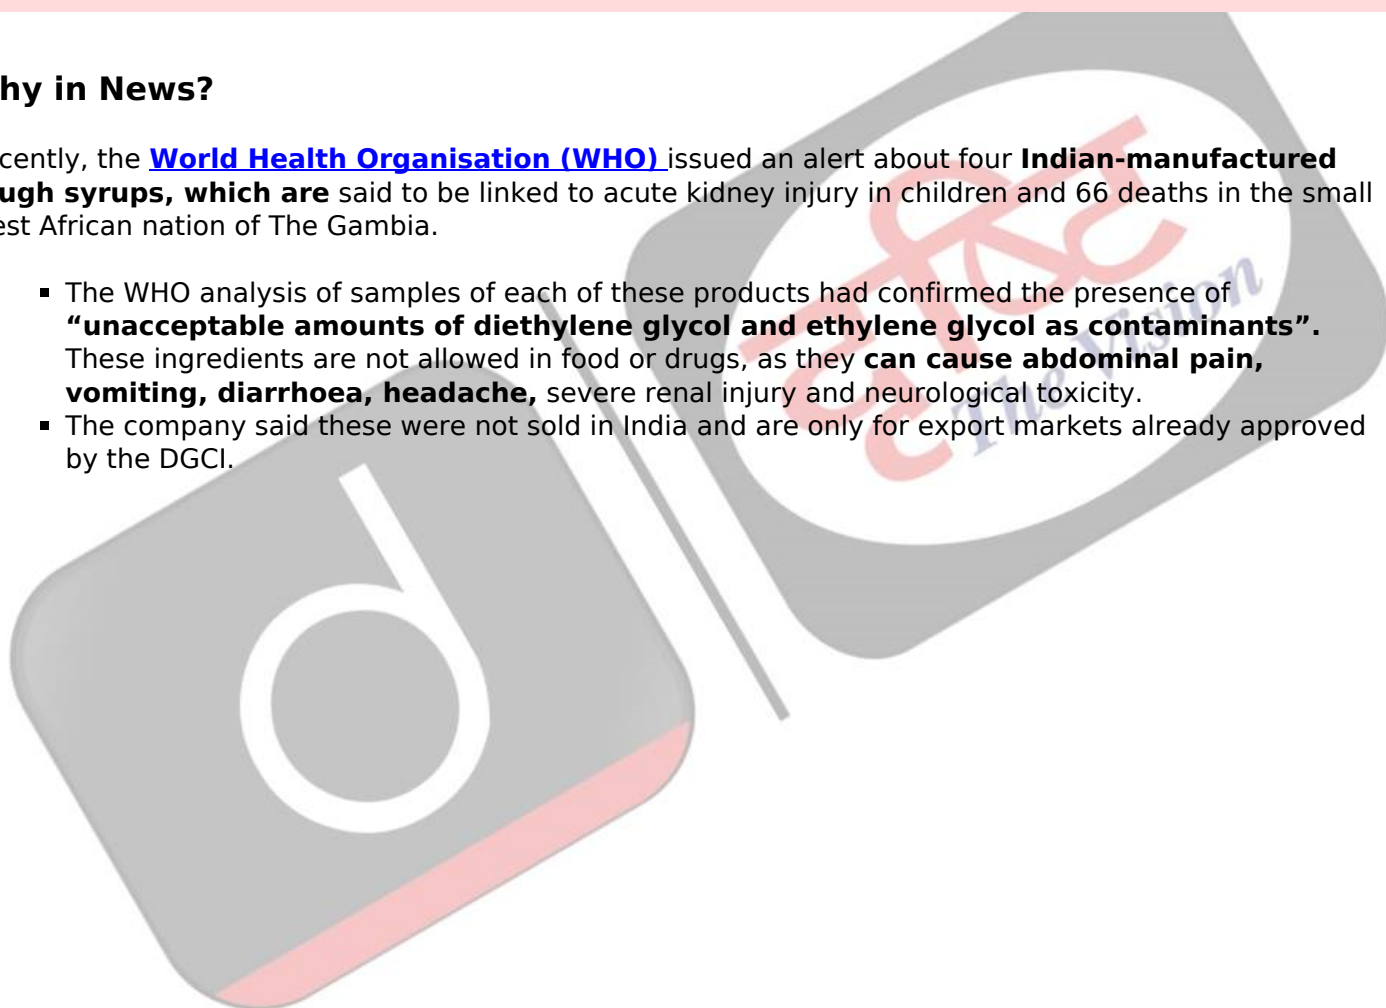 hy in News?
cently, the World Health Organisation (WHO) issued an alert about four Indian-manufactured
ugh syrups, which are said to be linked to acute kidney injury in children and 66 deaths in the small
est African nation of The Gambia.
▪ The WHO analysis of samples of each of these products had confirmed the presence of
“unacceptable amounts of diethylene glycol and ethylene glycol as contaminants”.
These ingredients are not allowed in food or drugs, as they can cause abdominal pain,
vomiting, diarrhoea, headache, severe renal injury and neurological toxicity.
▪ The company said these were not sold in India and are only for export markets already approved
by the DGCI.
d
दृष्टि
The Vision